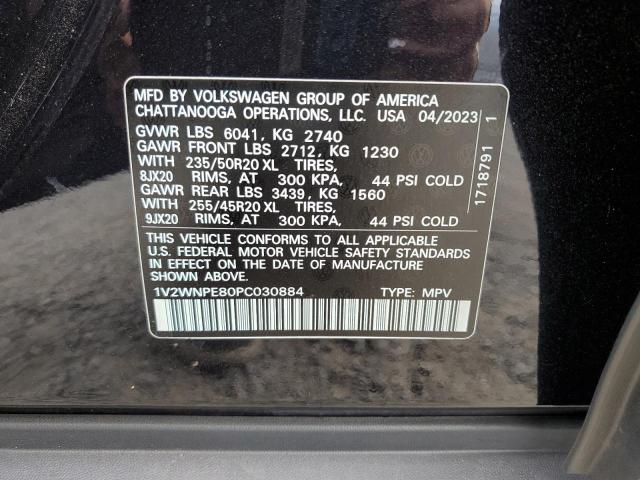 MFD BY VOLKSWAGEN GROUP OF AMERICA
CHATTANOOGA OPERATIONS, LLC. USA 04/2023
GVWR LBS 6041, KG 2740
GAWR FRONT LBS 2712, KG 1230
WITH 235/50R20 XL TIRES,
8JX20 RIMS, AT 300 KPA, 44 PSI COLD
GAWR REAR LBS 3439, KG 1560
WITH 255/45R20 XL TIRES,
9JX20 RIMS, AT 300 KPA, 44 PSI COLD
THIS VEHICLE CONFORMS TO ALL APPLICABLE
U.S. FEDERAL MOTOR VEHICLE SAFETY STANDARDS
IN EFFECT ON THE DATE OF MANUFACTURE
SHOWN ABOVE.
1V2WNPE80PC030884 TYPE: MPV
1718791 1